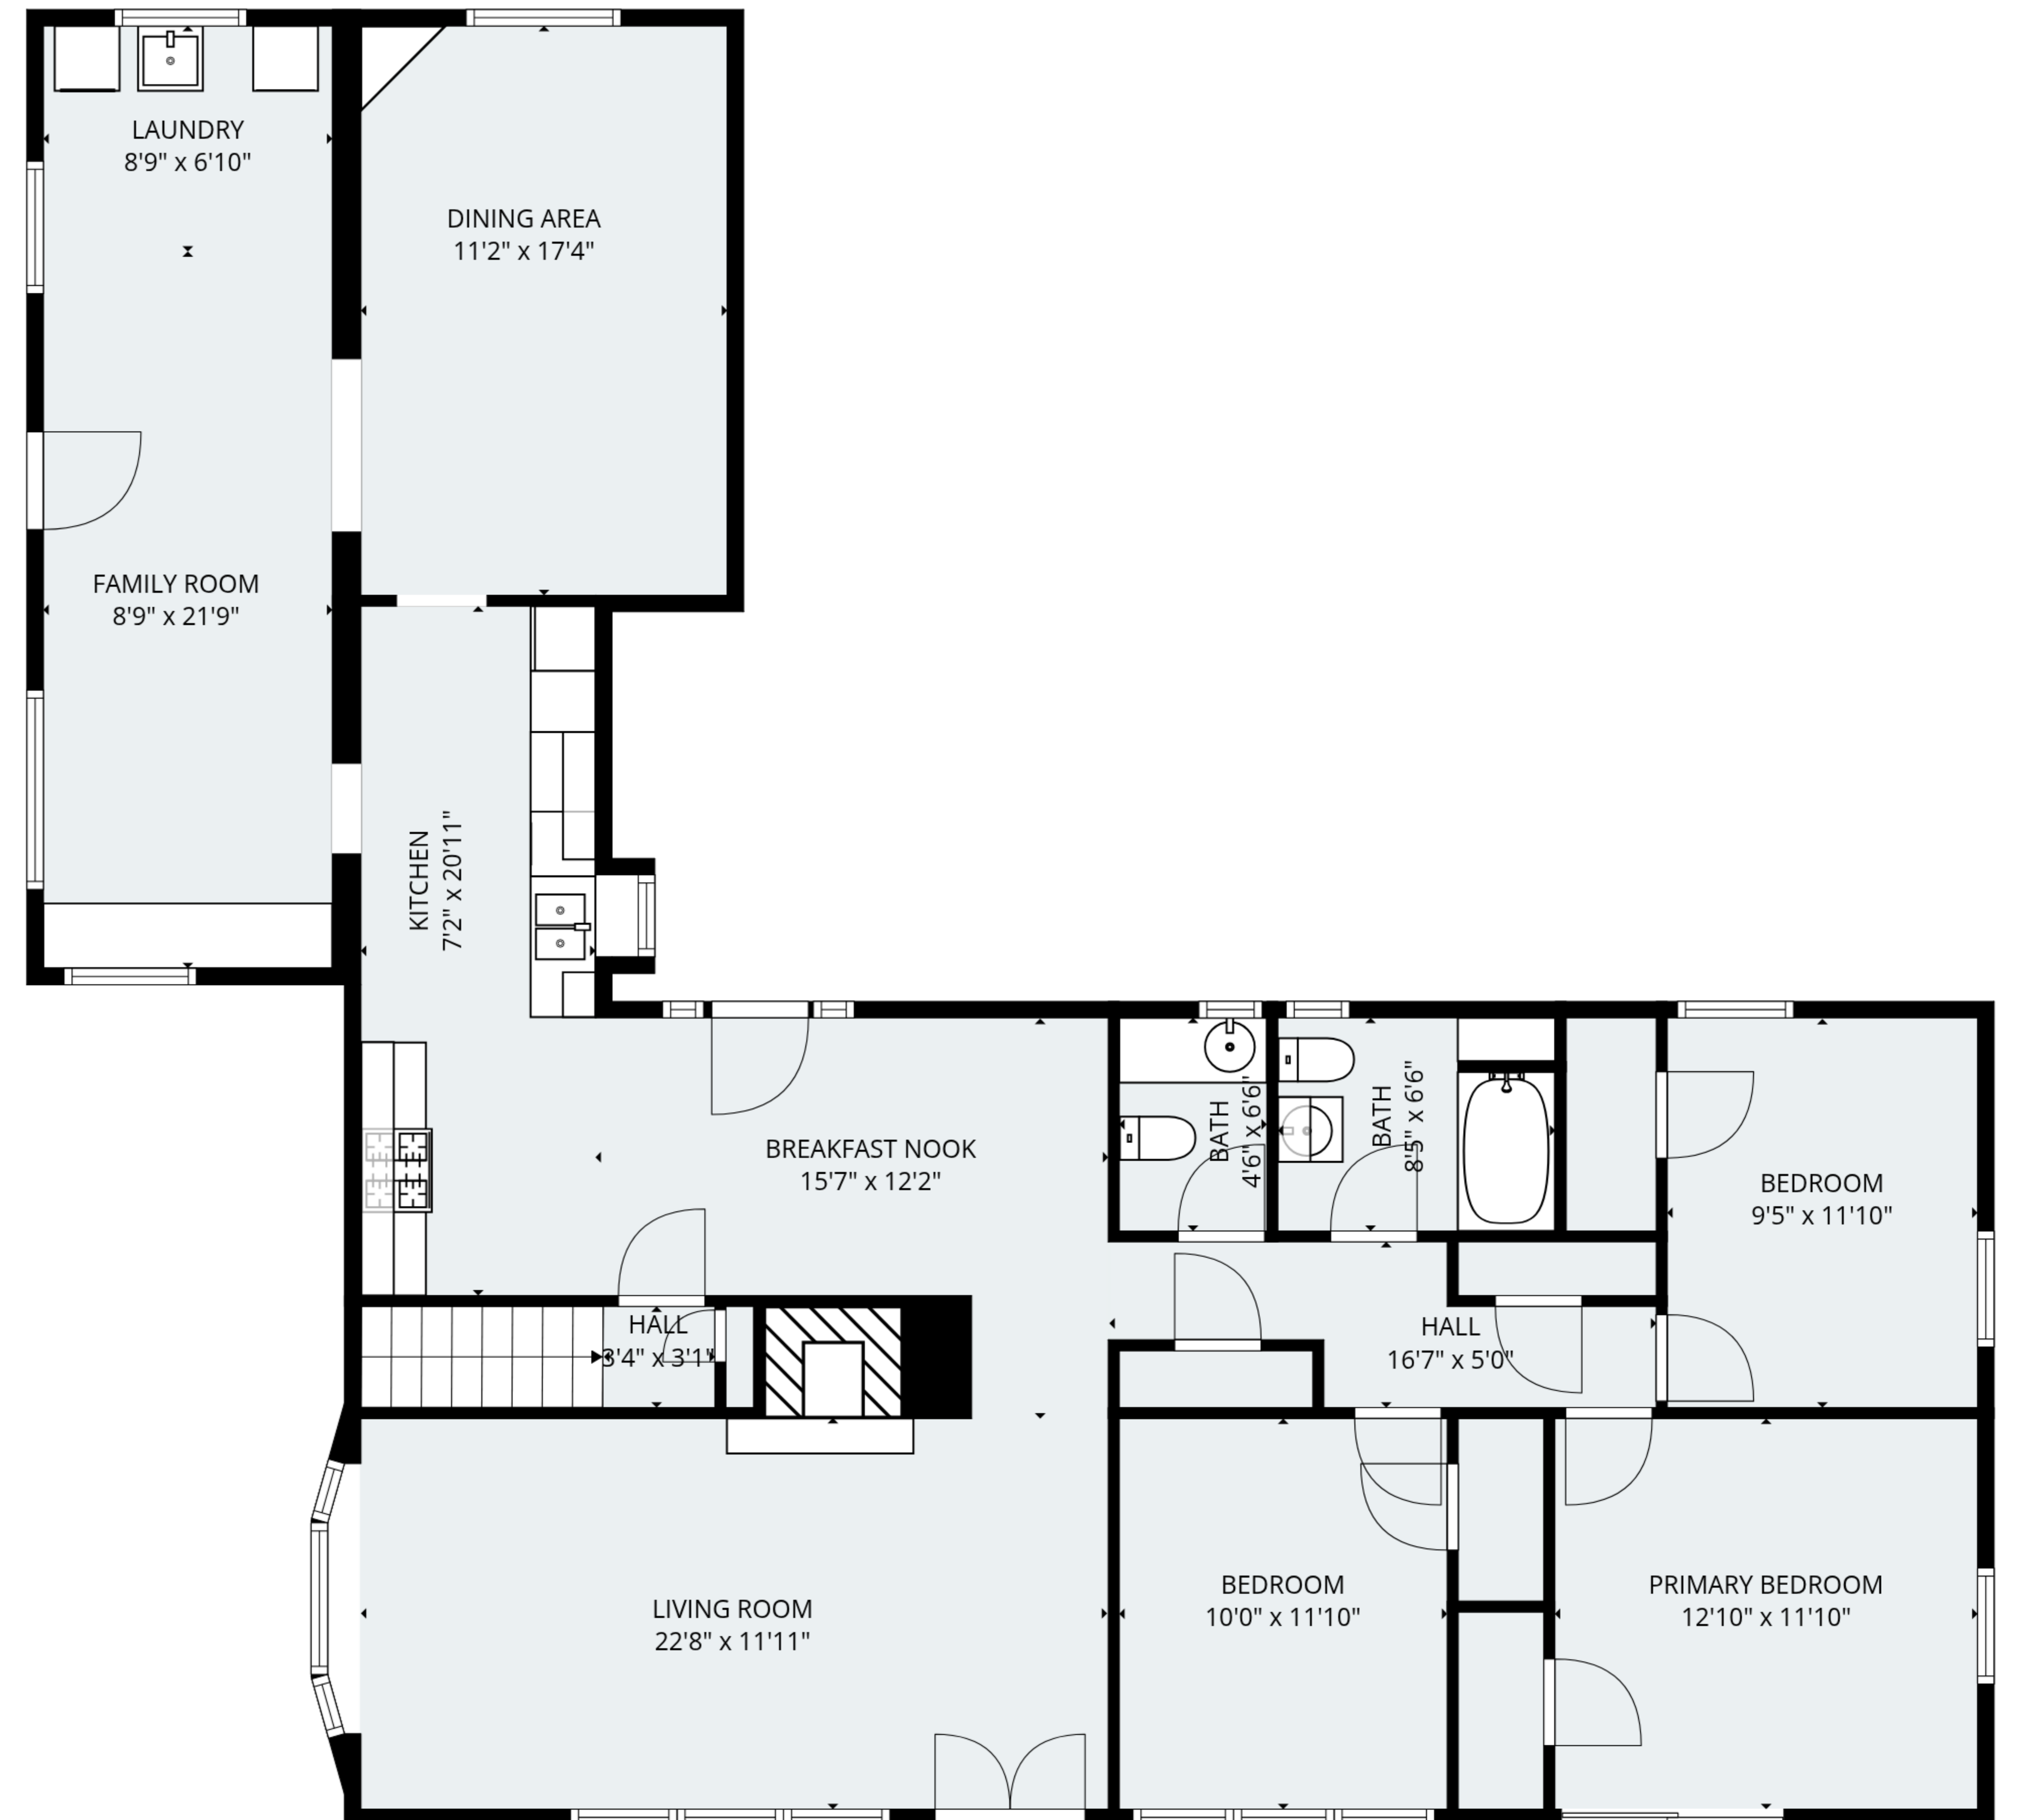 LAUNDRY
8'9" x 6'10"
DINING AREA
11'2" x 17'4"
FAMILY ROOM
8'9" x 21'9"
KITCHEN
7'2" x 20'11"
BREAKFAST NOOK
15'7" x 12'2"
BATH
4'6" x 6'6"
BATH
8'5" x 6'6"
BEDROOM
9'5" x 11'10"
HALL
3'4" x 3'1"
HALL
16'7" x 5'0"
LIVING ROOM
22'8" x 11'11"
BEDROOM
10'0" x 11'10"
PRIMARY BEDROOM
12'10" x 11'10"